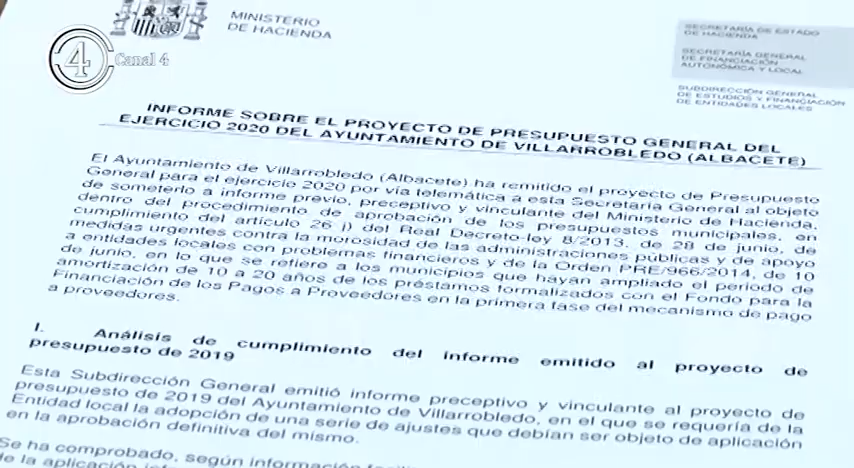 MINISTERIO
DE HACIENDA
SECRETARÍA DE ESTADO
DE HACIENDA
SECRETARÍA GENERAL
DE FINANCIACIÓN
AUTONÓMICA Y LOCAL
SUBDIRECCIÓN GENERAL
DE ESTUDIOS Y FINANCIACIÓN
DE ENTIDADES LOCALES
4
Canal 4
INFORME SOBRE EL PROYECTO DE PRESUPUESTO GENERAL DEL
EJERCICIO 2020 DEL AYUNTAMIENTO DE VILLARROBLEDO (ALBACETE)
El Ayuntamiento de Villarrobledo (Albacete) ha remitido el proyecto de Presupuesto
General para el ejercicio 2020 por vía telemática a esta Secretaría General al objeto
de someterlo a informe previo, preceptivo y vinculante del Ministerio de Hacienda,
dentro del procedimiento de aprobación de los presupuestos municipales, en
cumplimiento del artículo 26 j) del Real Decreto-ley 8/2013, de 28 de junio, de
medidas urgentes contra la morosidad de las administraciones públicas y de apoyo
a entidades locales con problemas financieros y de la Orden PRE/966/2014, de 10
de junio, en lo que se refiere a los municipios que hayan ampliado el periodo de
amortización de 10 a 20 años de los préstamos formalizados con el Fondo para la
Financiación de los Pagos a Proveedores en la primera fase del mecanismo de pago
a proveedores.
I. Análisis de cumplimiento del informe emitido al proyecto de
presupuesto de 2019
Esta Subdirección General emitió informe preceptivo y vinculante al proyecto de
presupuesto de 2019 del Ayuntamiento de Villarrobledo, en el que se requería de la
Entidad local la adopción de una serie de ajustes que debían ser objeto de aplicación
en la aprobación definitiva del mismo.
Se ha comprobado, según información
de la aplicación